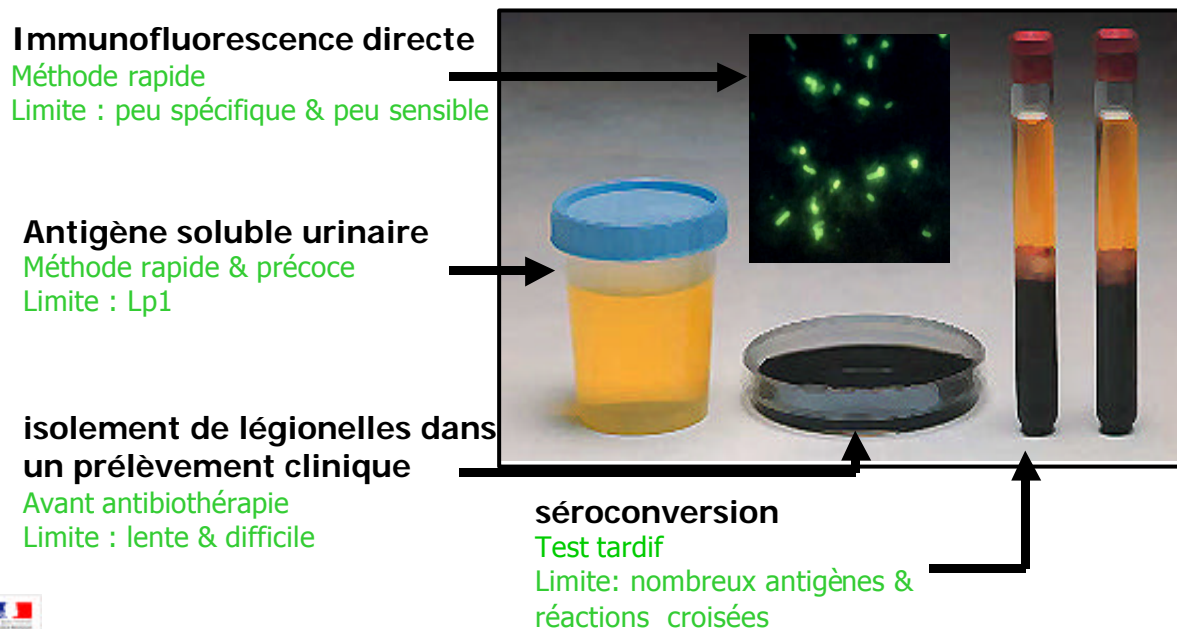 Immunofluorescence directe
Méthode rapide
Limite : peu spécifique & peu sensible
Antigène soluble urinaire
Méthode rapide & précoce
Limite : Lp1
isolement de légionelles dans
un prélèvement clinique
Avant antibiothérapie
Limite : lente & difficile
séroconversion
Test tardif
Limite: nombreux antigènes &
réactions croisées